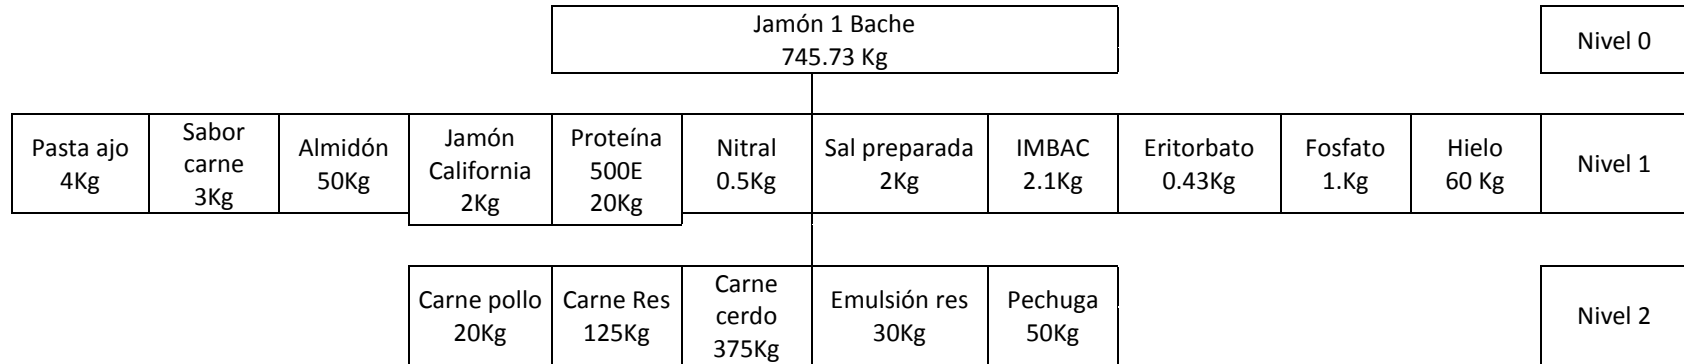 Jamón 1 Bache
745.73 Kg
Nivel 0
Pasta ajo
4Kg
Sabor
carne
3Kg
Almidón
50Kg
Jamón
California
2Kg
Proteína
500E
20Kg
Nitral
0.5Kg
Sal preparada
2Kg
IMBAC
2.1Kg
Eritorbato
0.43Kg
Fosfato
1.Kg
Hielo
60 Kg
Nivel 1
Carne pollo
20Kg
Carne Res
125Kg
Carne
cerdo
375Kg
Emulsión res
30Kg
Pechuga
50Kg
Nivel 2